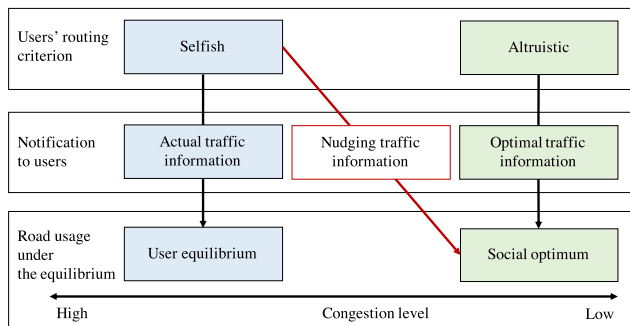 Users' routing
criterion
Selfish
Altruistic
Notification
to users
Actual traffic
information
Nudging traffic
information
Optimal traffic
information
Road usage
under
the equilibrium
User equilibrium
Social optimum
High
Congestion level
Low